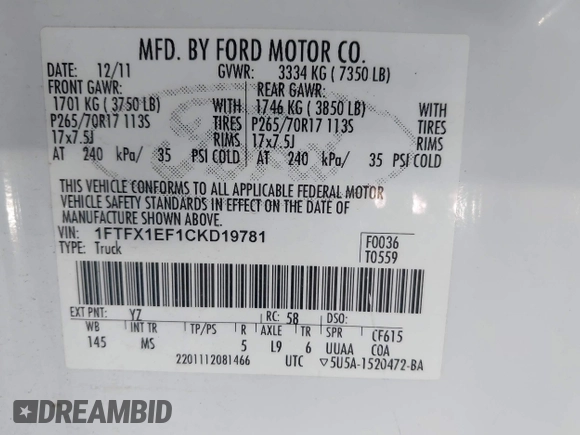 MFD. BY FORD MOTOR CO.
DATE: 12/11 GVWR: 3334 KG ( 7350 LB)
FRONT GAWR: REAR GAWR:
1701 KG ( 3750 LB) WITH 1746 KG ( 3850 LB) WITH
P265/70R17 113S TIRES P265/70R17 113S TIRES
17x7.5J RIMS 17x7.5J RIMS
AT 240 kPa/ 35 PSI COLD AT 240 kPa/ 35 PSI COLD
THIS VEHICLE CONFORMS TO ALL APPLICABLE FEDERAL MOTOR
VEHICLE SAFETY STANDARDS IN EFFECT ON THE DATE OF
MANUFACTURE SHOWN ABOVE.
VIN: 1FTFX1EF1CKD19781 F0036
TYPE: Truck T0559
EXT PNT: YZ RC: 58 DSO:
WB INT TR TP/PS R AXLE TR SPR CF615
145 MS 5 L9 6 UUAA COA
2201112081466 UTC ▽5U5A-1520472-BA
DREAMBID